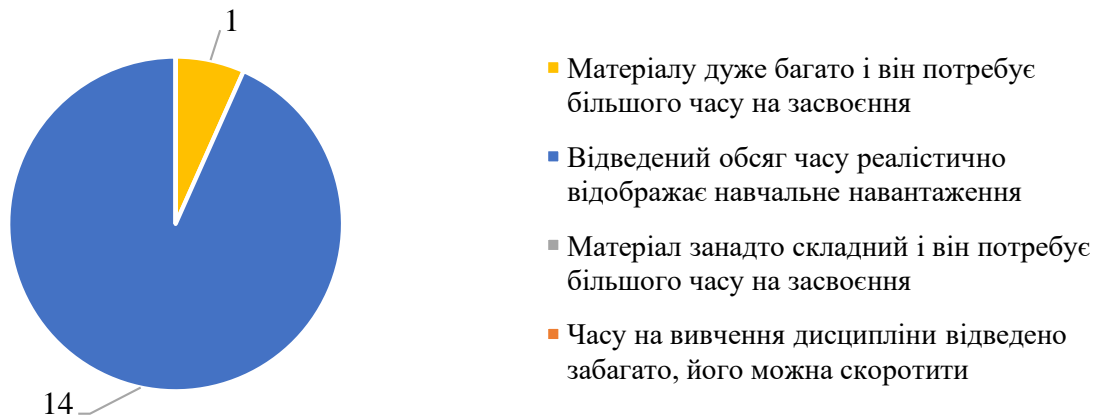 1
14
Матеріалу дуже багато і він потребує
більшого часу на засвоєння
Відведений обсяг часу реалістично
відображає навчальне навантаження
Матеріал занадто складний і він потребує
більшого часу на засвоєння
Часу на вивчення дисципліни відведено
забагато, його можна скоротити